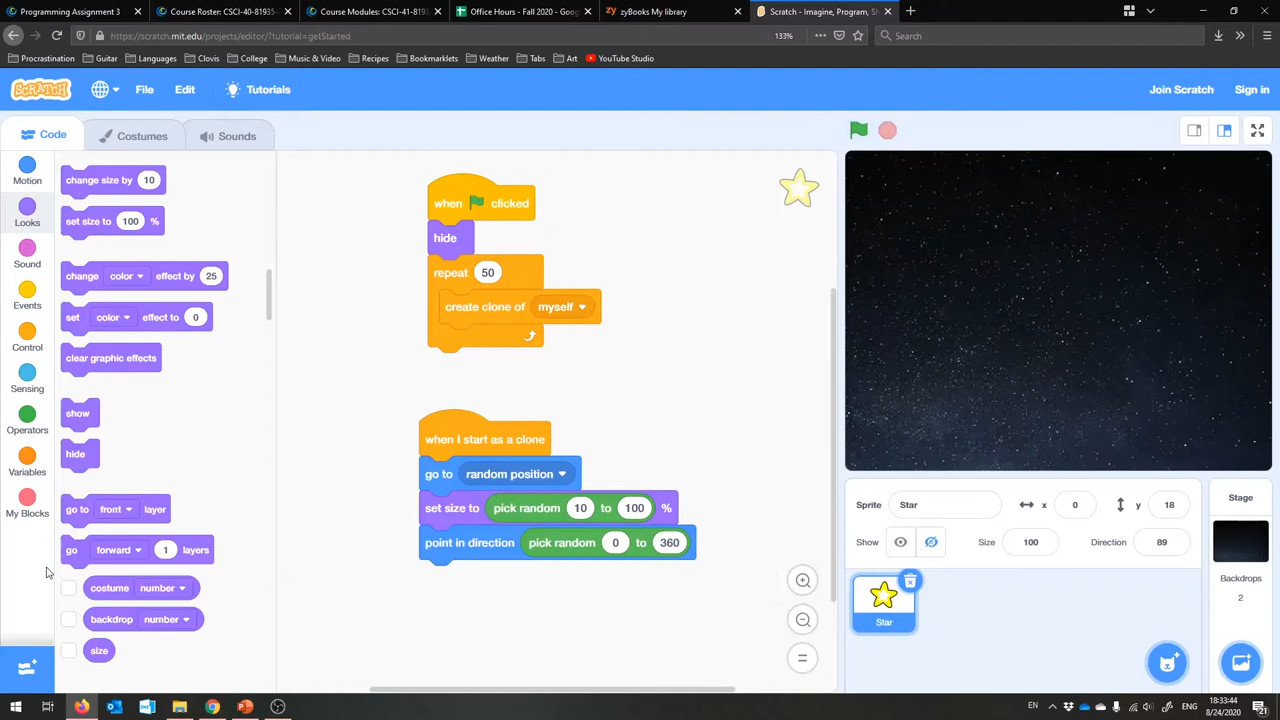 Programming Assignment 3
Course Roster: CSCI-40-81935-
Course Modules: CSCI-41-8193
Office Hours - Fall 2020 - Goog
zy zyBooks My library
Scratch - Imagine, Program, Sh
https://scratch.mit.edu/projects/editor/?tutorial=getStarted
133%
Search
Procrastination
Guitar
Languages
Clovis
College
Music & Video
Recipes
Bookmarklets
Weather
Tabs
Art
YouTube Studio
SCRATCH
File
Edit
Tutorials
Join Scratch
Sign in
Code
Costumes
Sounds
Motion
Looks
Sound
Events
Control
Sensing
Operators
Variables
My Blocks
change size by 10
set size to 100 %
change color effect by 25
set color effect to 0
clear graphic effects
show
hide
go to front layer
go forward 1 layers
costume number
backdrop number
size
when clicked
hide
repeat 50
create clone of myself
when I start as a clone
go to random position
set size to pick random 10 to 100 %
point in direction pick random 0 to 360
Sprite Star x 0 y 18
Show Size 100 Direction 89
Star
Stage
Backdrops
2
EN
18:33:44
8/24/2020
21